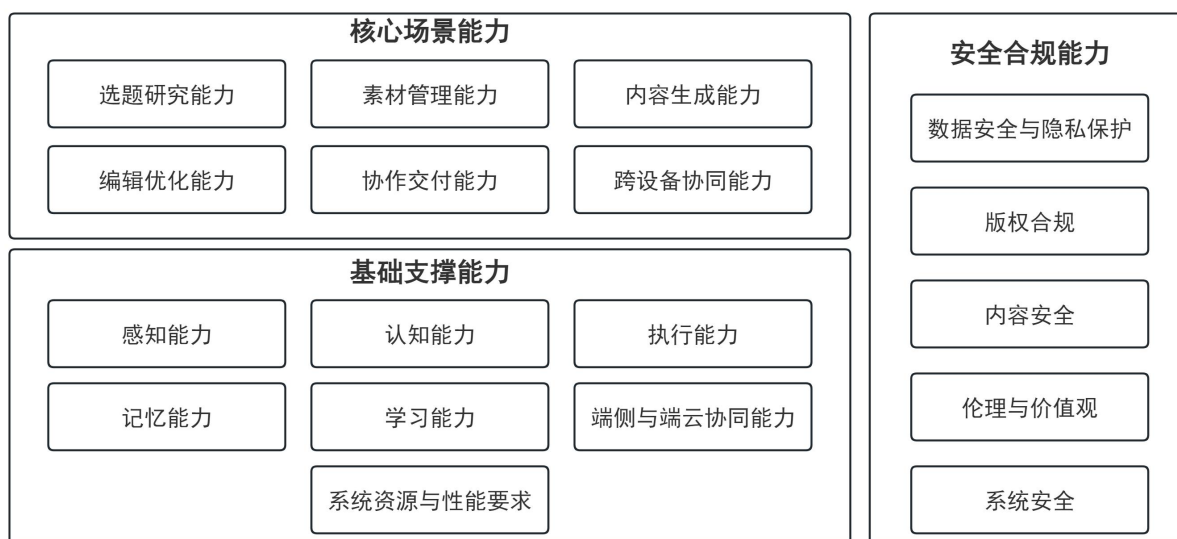 核心场景能力
选题研究能力
素材管理能力
内容生成能力
编辑优化能力
协作交付能力
跨设备协同能力
基础支撑能力
感知能力
认知能力
执行能力
记忆能力
学习能力
端侧与端云协同能力
系统资源与性能要求
安全合规能力
数据安全与隐私保护
版权合规
内容安全
伦理与价值观
系统安全